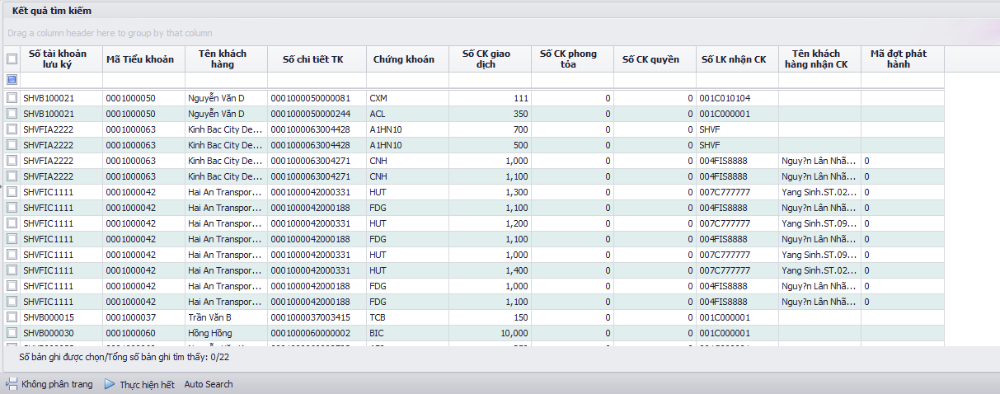 Kết quả tìm kiếm
Drag a column header here to group by that column
Số tài khoản lưu ký Mã Tiểu khoản Tên khách hàng Số chi tiết TK Chứng khoán Số CK giao dịch Số CK phong tỏa Số CK quyền Số LK nhận CK Tên khách hàng nhận CK Mã đợt phát hành
SHVB100021 0001000050 Nguyễn Văn D 0001000050000081 CXM 111 0 0 001C010104
SHVB100021 0001000050 Nguyễn Văn D 0001000050000244 ACL 350 0 0 001C000001
SHVFIA2222 0001000063 Kinh Bac City De... 0001000063004428 A1HN10 700 0 0 SHVF
SHVFIA2222 0001000063 Kinh Bac City De... 0001000063004428 A1HN10 500 0 0 SHVF
SHVFIA2222 0001000063 Kinh Bac City De... 0001000063004271 CNH 1,000 0 0 004FIS8888 Nguy?n Lân Nhã... 0
SHVFIA2222 0001000063 Kinh Bac City De... 0001000063004271 CNH 1,100 0 0 004FIS8888 Nguy?n Lân Nhã... 0
SHVFIC1111 0001000042 Hai An Transpor... 0001000042000331 HUT 1,300 0 0 007C777777 Yang Sinh.ST.02... 0
SHVFIC1111 0001000042 Hai An Transpor... 0001000042000188 FDG 1,100 0 0 004FIS8888 Nguy?n Lân Nhã... 0
SHVFIC1111 0001000042 Hai An Transpor... 0001000042000331 HUT 1,200 0 0 007C777777 Yang Sinh.ST.09... 0
SHVFIC1111 0001000042 Hai An Transpor... 0001000042000188 FDG 1,100 0 0 004FIS8888 Nguy?n Lân Nhã... 0
SHVFIC1111 0001000042 Hai An Transpor... 0001000042000331 HUT 1,000 0 0 007C777777 Yang Sinh.ST.09... 0
SHVFIC1111 0001000042 Hai An Transpor... 0001000042000331 HUT 1,400 0 0 007C777777 Yang Sinh.ST.02... 0
SHVFIC1111 0001000042 Hai An Transpor... 0001000042000188 FDG 1,000 0 0 004FIS8888 Nguy?n Lân Nhã... 0
SHVFIC1111 0001000042 Hai An Transpor... 0001000042000188 FDG 1,100 0 0 004FIS8888 Nguy?n Lân Nhã... 0
SHVB000015 0001000037 Trần Văn B 0001000037003415 TCB 150 0 0 001C000001
SHVB000030 0001000060 Hồng Hồng 0001000060000002 BIC 10,000 0 0 001C000001
Số bản ghi được chọn/Tổng số bản ghi tìm thấy: 0/22
Không phân trang Thực hiện hết Auto Search